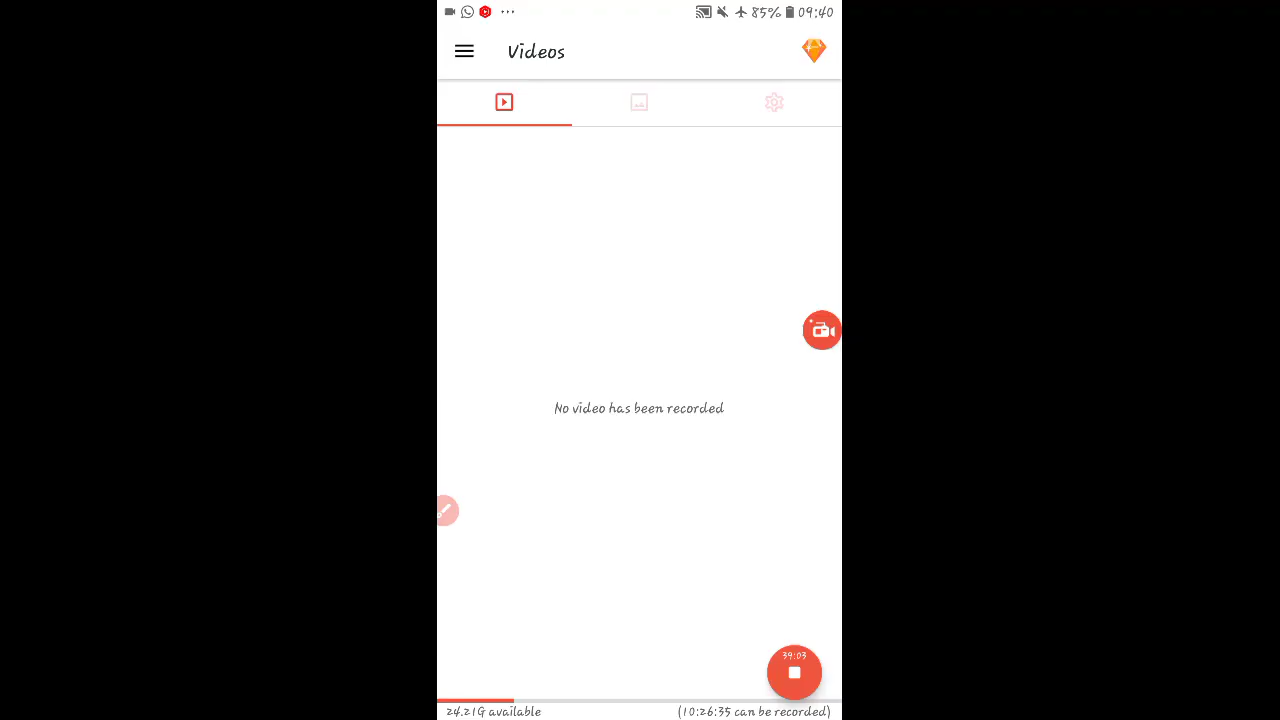 85% 09:40
Videos
No video has been recorded
39:03
24.21G available (10:26:35 can be recorded)